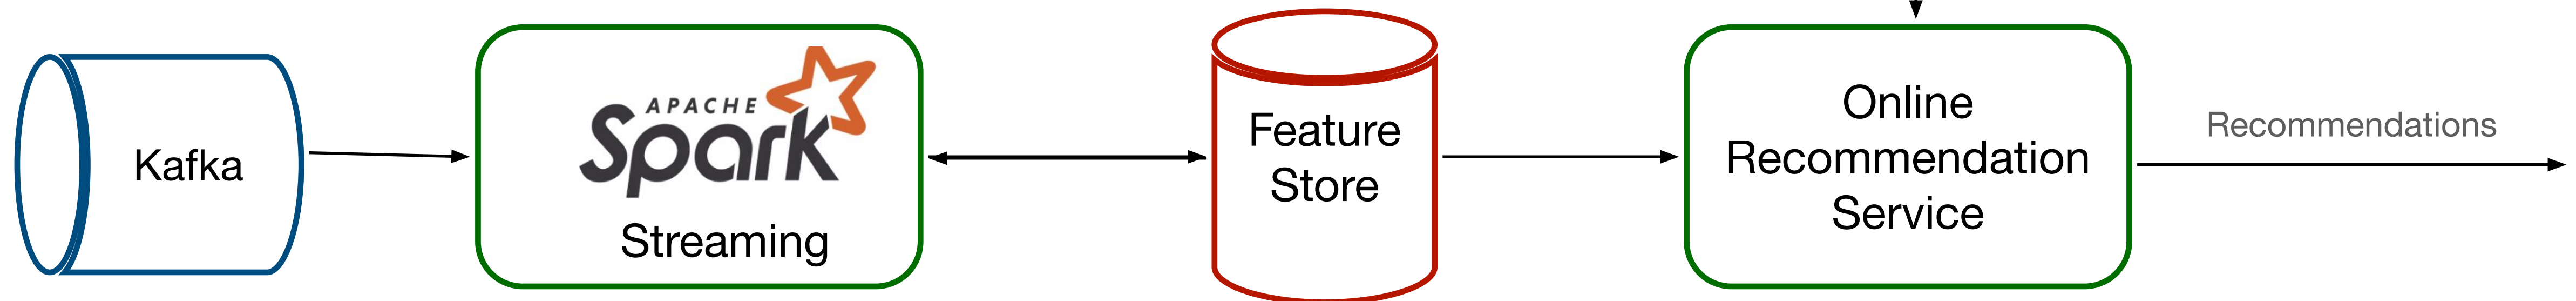 Kafka
APACHE
Spark
Streaming
Feature
Store
Online
Recommendation
Service
Recommendations